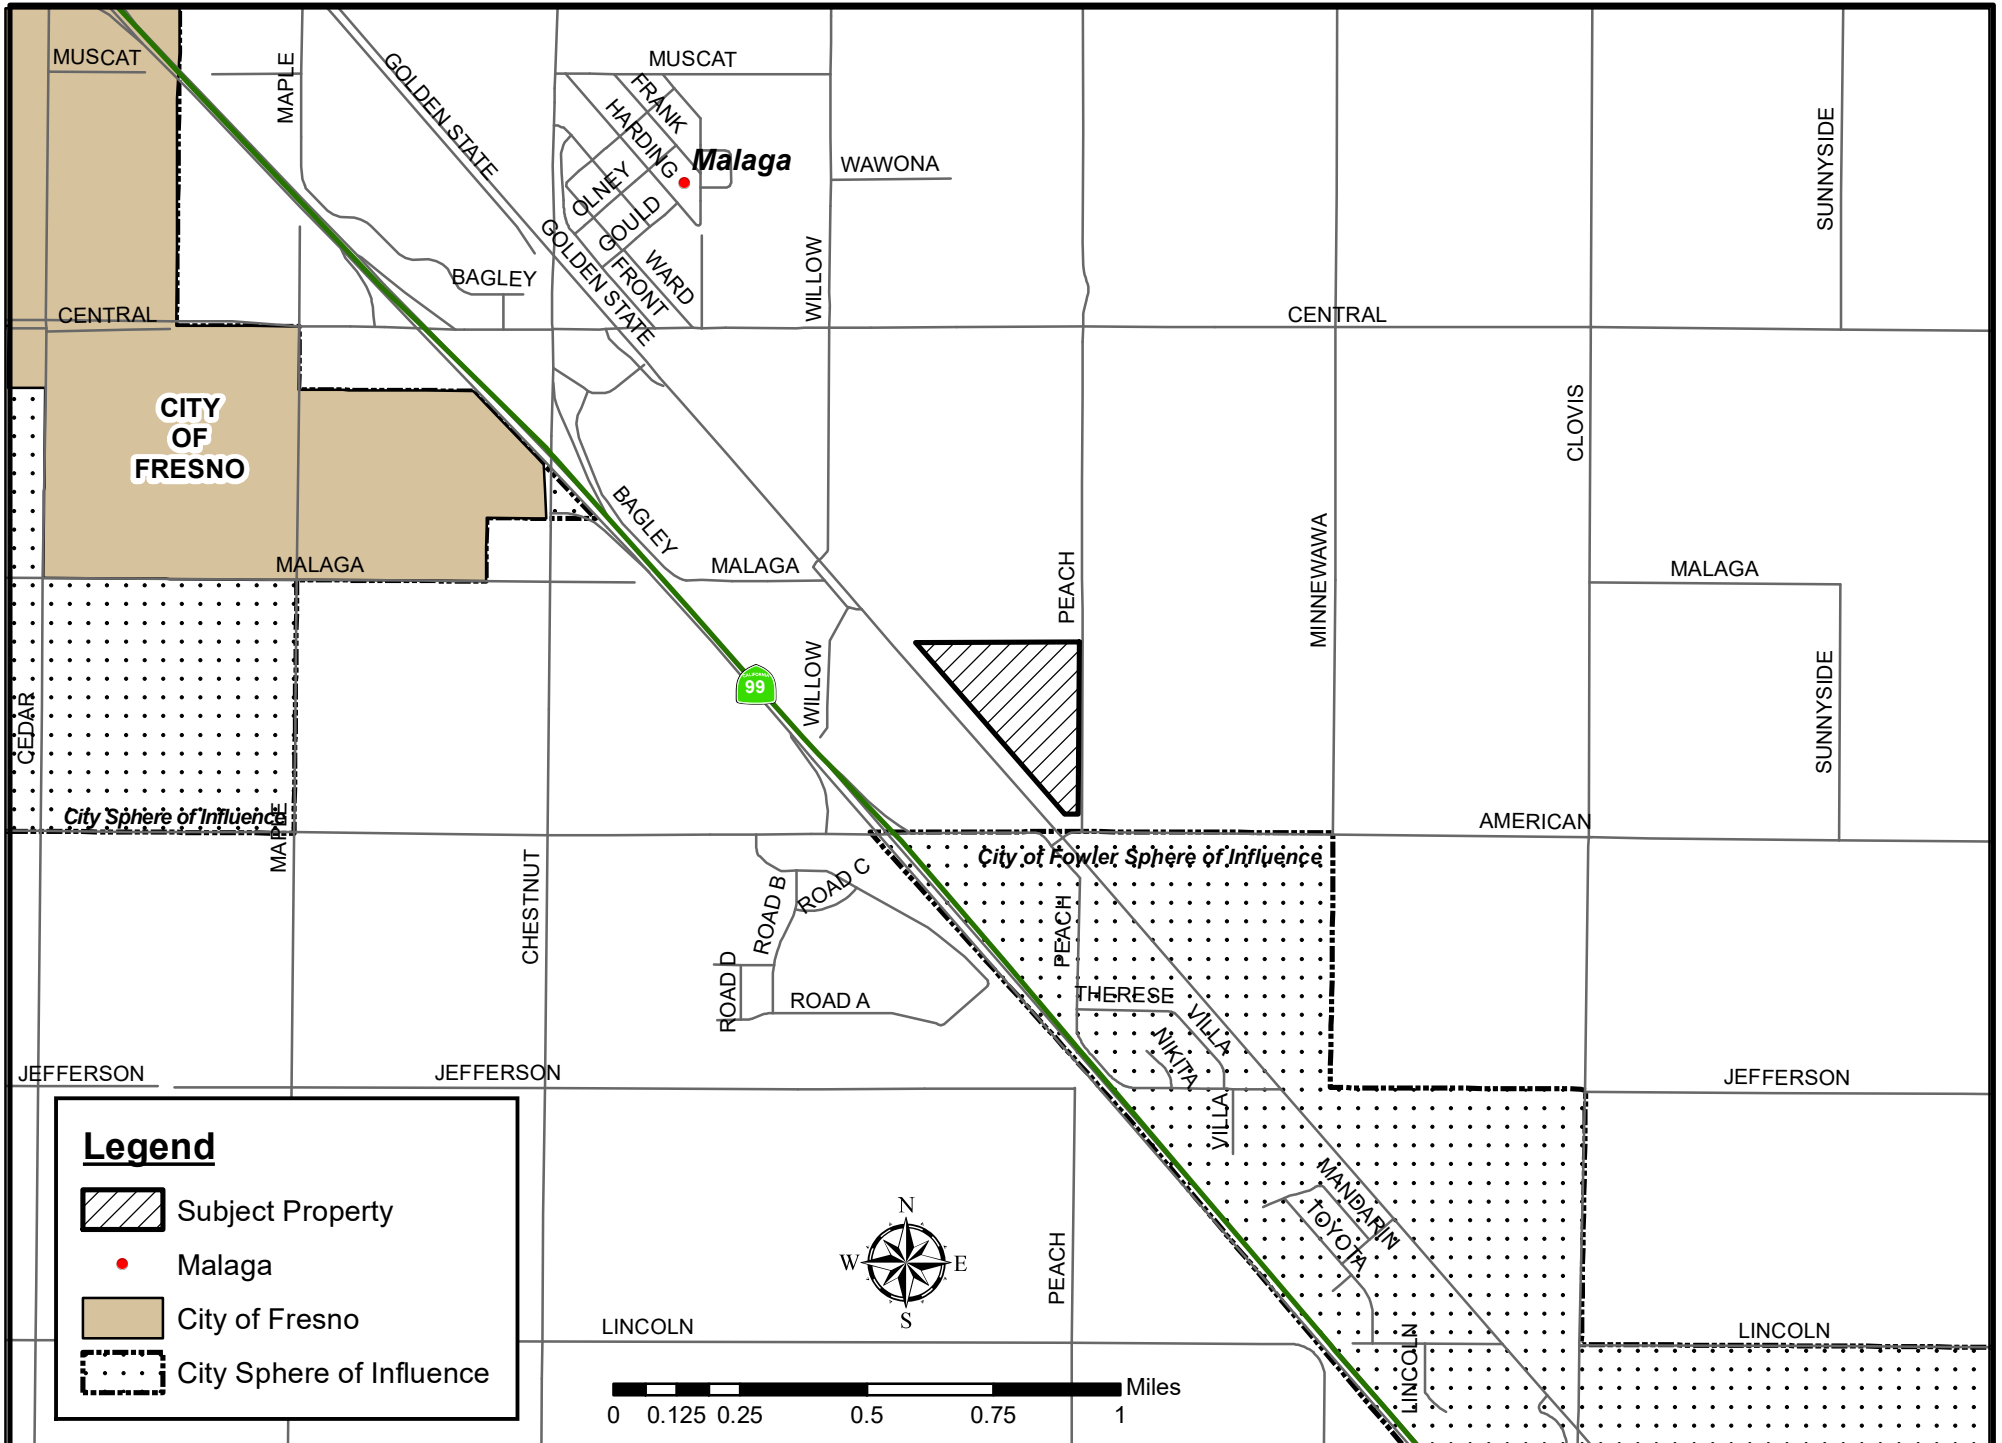 MUSCAT
MAPLE
GOLDEN STATE
MUSCAT
FRANK
HARDING
Malaga
WAWONA
SUNNYSIDE
OLNEY
GOULD
GOLDEN STATE
WARD
FRONT
WILLOW
BAGLEY
CENTRAL
CENTRAL
CITY
OF
FRESNO
CLOVIS
BAGLEY
MALAGA
MALAGA
PEACH
MINNEWAWA
MALAGA
CALIFORNIA
99
WILLOW
CEDAR
SUNNYSIDE
City Sphere of Influence
MAPLE
AMERICAN
City of Fowler Sphere of Influence
CHESTNUT
ROAD B
ROAD C
PEACH
ROAD D
ROAD A
THERESE
VILLA
NIKITA
JEFFERSON
JEFFERSON
JEFFERSON
VILLA
MANDARIN
TOYOTA
Legend
Subject Property
Malaga
City of Fresno
City Sphere of Influence
N
W
E
S
PEACH
LINCOLN
LINCOLN
LINCOLN
Miles
0 0.125 0.25 0.5 0.75 1